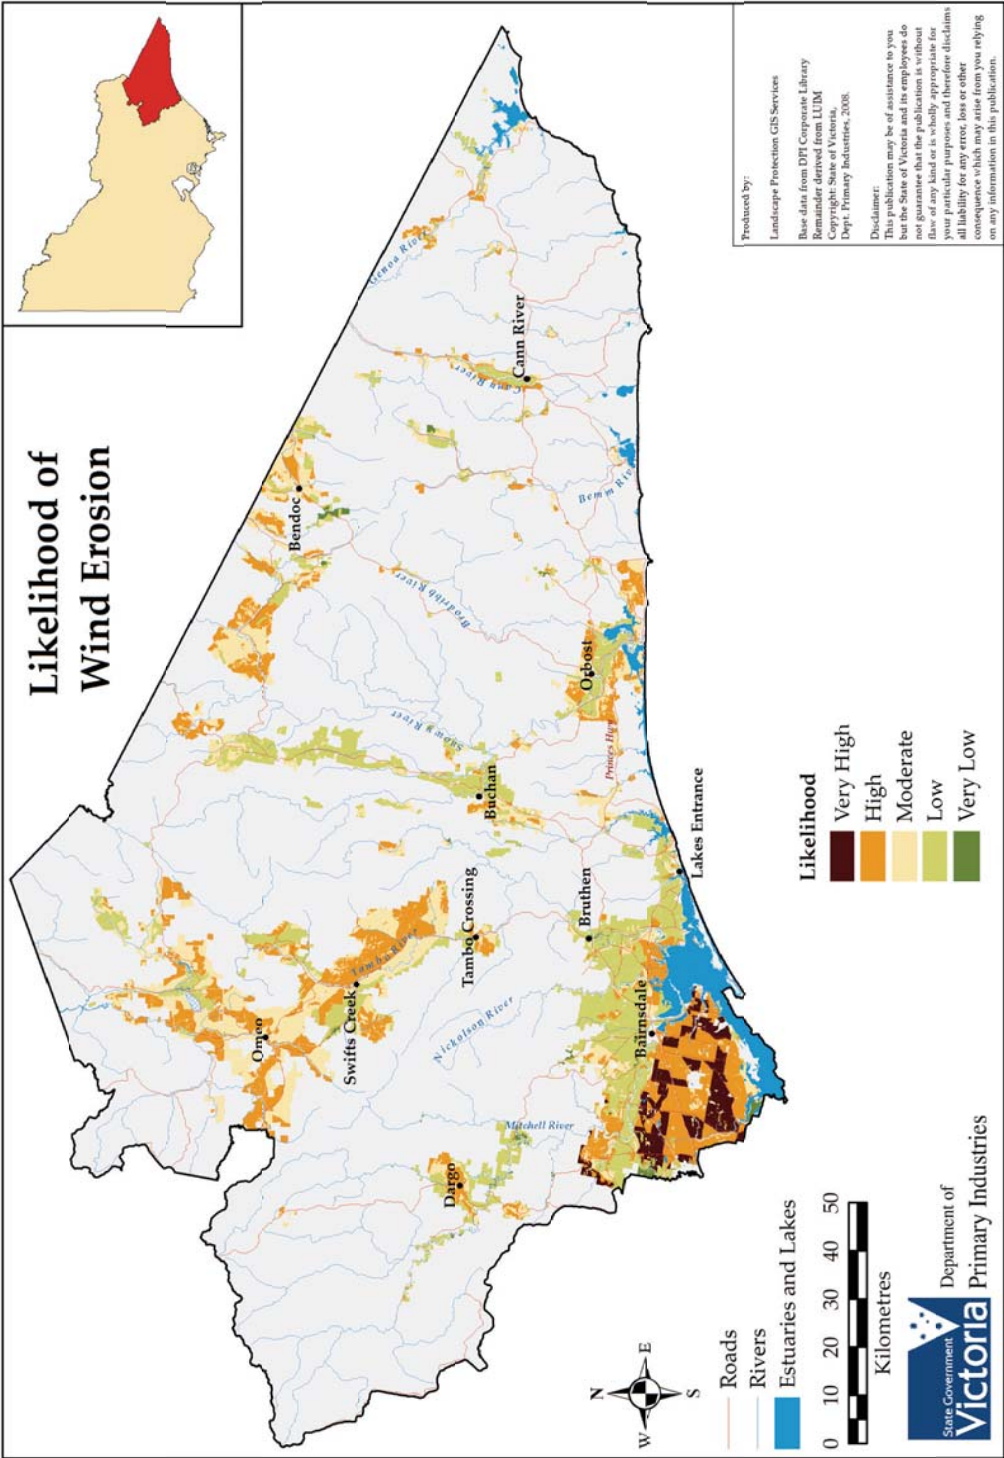 Likelihood of
Wind Erosion
Genoa River
Cann River
Cann River
Bendoc
Bemm Riv
Brodribb River
Orbost
Snowy River
Princes Hwy
Buchan
Lakes Entrance
Bruthen
Tambo Crossing
Tambo River
Swifts Creek
Omeo
Nicholson River
Bairnsdale
Mitchell River
Dargo
N
W
E
S
Roads
Rivers
Estuaries and Lakes
0 10 20 30 40 50
Kilometres
Likelihood
Very High
High
Moderate
Low
Very Low
State Government
Victoria
Department of
Primary Industries
Produced by:
Landscape Protection GIS Services
Base data from DPI Corporate Library
Remainder derived from LUIM
Copyright: State of Victoria,
Dept. Primary Industries, 2008.
Disclaimer:
This publication may be of assistance to you
but the State of Victoria and its employees do
not guarantee that the publication is without
flaw of any kind or is wholly appropriate for
your particular purposes and therefore disclaims
all liability for any error, loss or other
consequence which may arise from you relying
on any information in this publication.